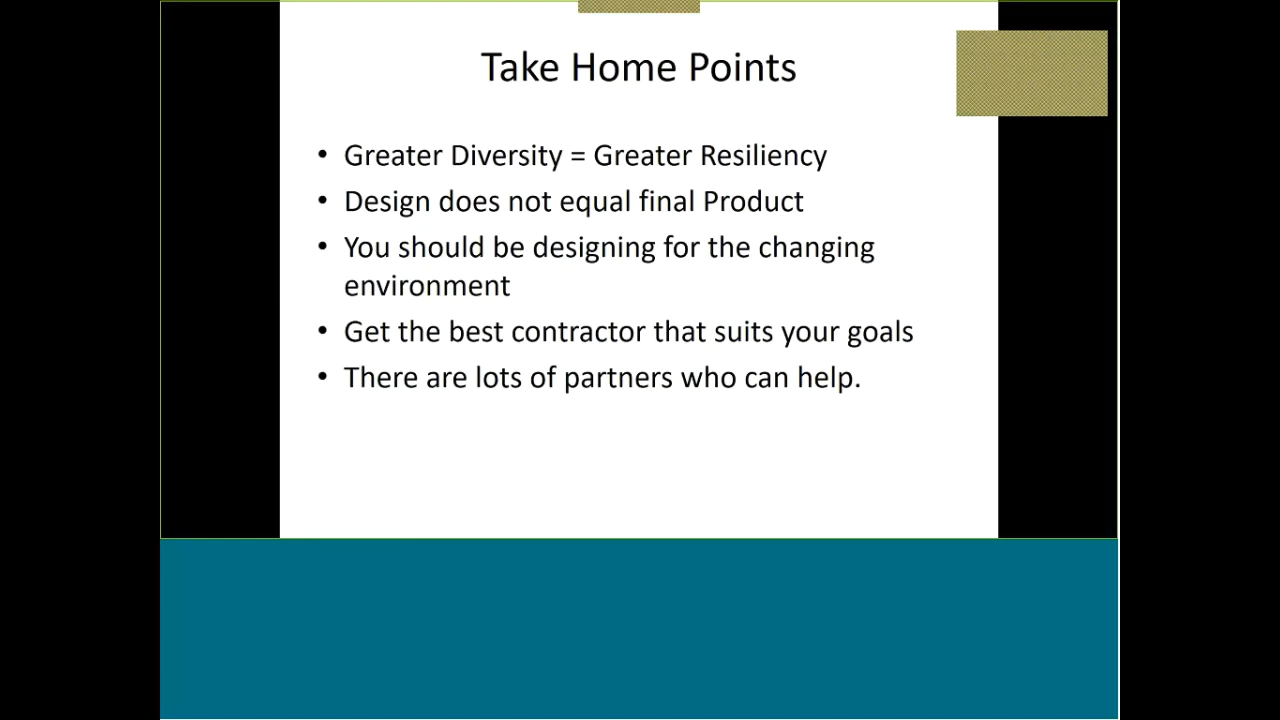 Take Home Points
• Greater Diversity = Greater Resiliency
• Design does not equal final Product
• You should be designing for the changing
environment
• Get the best contractor that suits your goals
• There are lots of partners who can help.